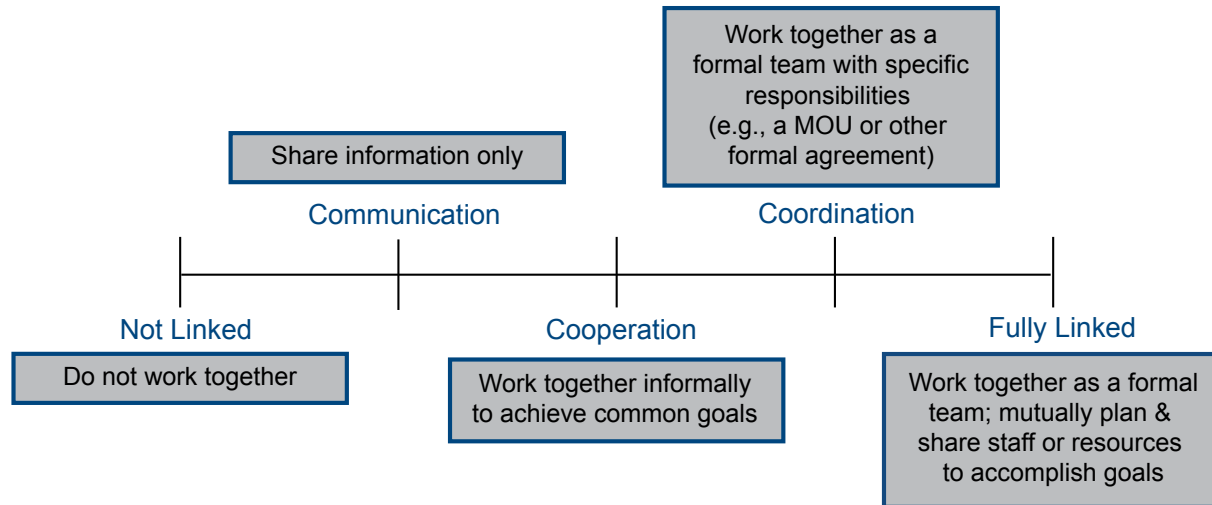 Work together as a
formal team with specific
responsibilities
(e.g., a MOU or other
formal agreement)
Share information only
Communication
Coordination
Not Linked
Cooperation
Fully Linked
Do not work together
Work together informally
to achieve common goals
Work together as a formal
team; mutually plan &
share staff or resources
to accomplish goals